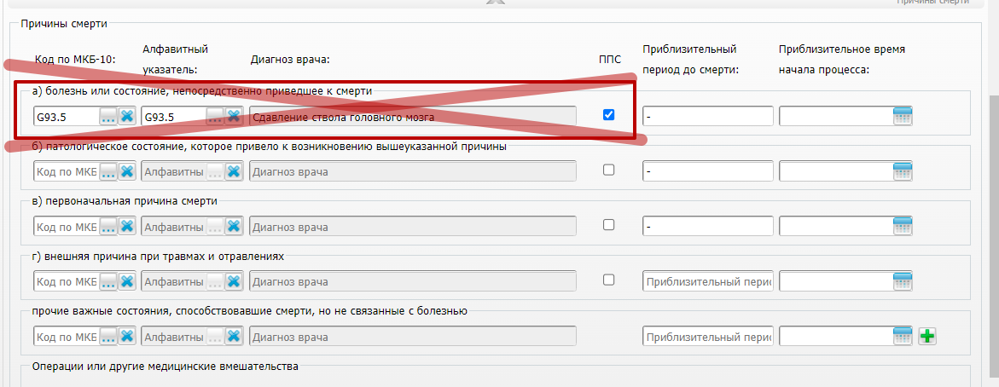 Причины смерти
Причины смерти
Код по МКБ-10:
Алфавитный
указатель:
Диагноз врача:
ППС
Приблизительный
период до смерти:
Приблизительное время
начала процесса:
а) болезнь или состояние, непосредственно приведшее к смерти
G93.5 ... G93.5 ... Сдавление ствола головного мозга -
б) патологическое состояние, которое привело к возникновению вышеуказанной причины
Код по МКБ ... Алфавитны ... Диагноз врача -
в) первоначальная причина смерти
Код по МКБ ... Алфавитны ... Диагноз врача -
г) внешняя причина при травмах и отравлениях
Код по МКБ ... Алфавитны ... Диагноз врача Приблизительный перио
прочие важные состояния, способствовавшие смерти, но не связанные с болезнью
Код по МКБ ... Алфавитны ... Диагноз врача Приблизительный перио
Операции или другие медицинские вмешательства